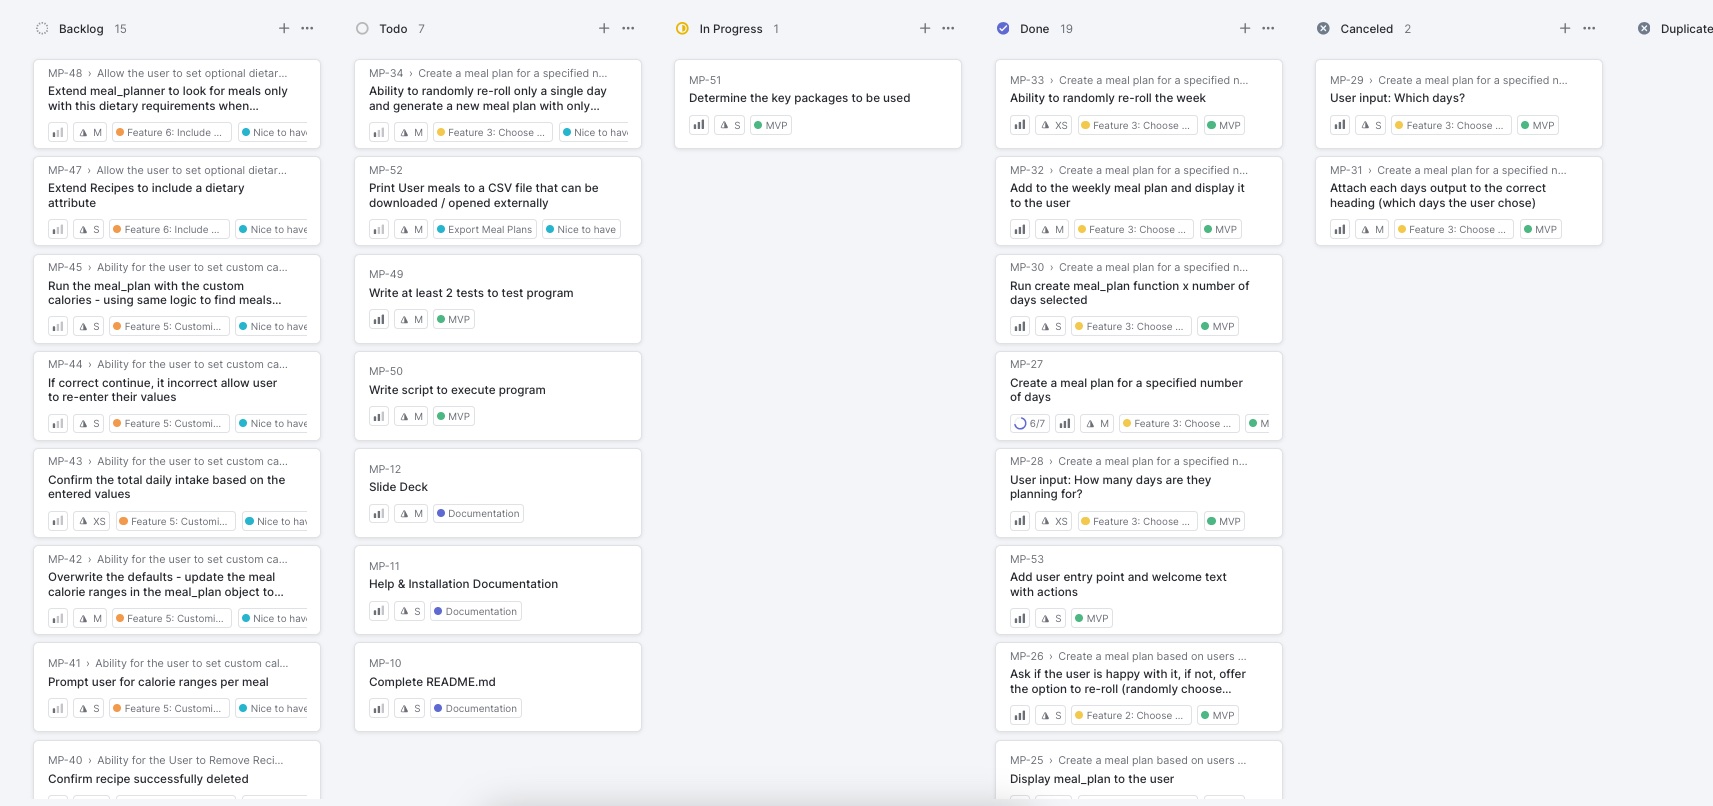 Backlog 15
MP-48 › Allow the user to set optional dietar...
Extend meal_planner to look for meals only
with this dietary requirements when...
M Feature 6: Include ... Nice to have
MP-47 › Allow the user to set optional dietar...
Extend Recipes to include a dietary
attribute
S Feature 6: Include ... Nice to have
MP-45 › Ability for the user to set custom ca...
Run the meal_plan with the custom
calories - using same logic to find meals...
S Feature 5: Customi... Nice to have
MP-44 › Ability for the user to set custom ca...
If correct continue, it incorrect allow user
to re-enter their values
S Feature 5: Customi... Nice to have
MP-43 › Ability for the user to set custom ca...
Confirm the total daily intake based on the
entered values
XS Feature 5: Customi... Nice to hav
MP-42 › Ability for the user to set custom ca...
Overwrite the defaults - update the meal
calorie ranges in the meal_plan object to...
M Feature 5: Customi... Nice to hav
MP-41 › Ability for the user to set custom cal...
Prompt user for calorie ranges per meal
S Feature 5: Customi... Nice to have
MP-40 › Ability for the User to Remove Reci...
Confirm recipe successfully deleted
Todo 7
MP-34 › Create a meal plan for a specified n...
Ability to randomly re-roll only a single day
and generate a new meal plan with only...
M Feature 3: Choose ... Nice to have
MP-52
Print User meals to a CSV file that can be
downloaded / opened externally
M Export Meal Plans Nice to have
MP-49
Write at least 2 tests to test program
M MVP
MP-50
Write script to execute program
M MVP
MP-12
Slide Deck
M Documentation
MP-11
Help & Installation Documentation
S Documentation
MP-10
Complete README.md
S Documentation
In Progress 1
MP-51
Determine the key packages to be used
S MVP
Done 19
MP-33 › Create a meal plan for a specified n...
Ability to randomly re-roll the week
XS Feature 3: Choose ... MVP
MP-32 › Create a meal plan for a specified n...
Add to the weekly meal plan and display it
to the user
M Feature 3: Choose ... MVP
MP-30 › Create a meal plan for a specified n...
Run create meal_plan function x number of
days selected
S Feature 3: Choose ... MVP
MP-27
Create a meal plan for a specified number
of days
6/7 M Feature 3: Choose ... M
MP-28 › Create a meal plan for a specified n...
User input: How many days are they
planning for?
XS Feature 3: Choose ... MVP
MP-53
Add user entry point and welcome text
with actions
S MVP
MP-26 › Create a meal plan based on users ...
Ask if the user is happy with it, if not, offer
the option to re-roll (randomly choose...
S Feature 2: Choose ... MVP
MP-25 › Create a meal plan based on users ...
Display meal_plan to the user
Canceled 2
MP-29 › Create a meal plan for a specified n...
User input: Which days?
S Feature 3: Choose ... MVP
MP-31 › Create a meal plan for a specified n...
Attach each days output to the correct
heading (which days the user chose)
M Feature 3: Choose ... MVP
Duplicate